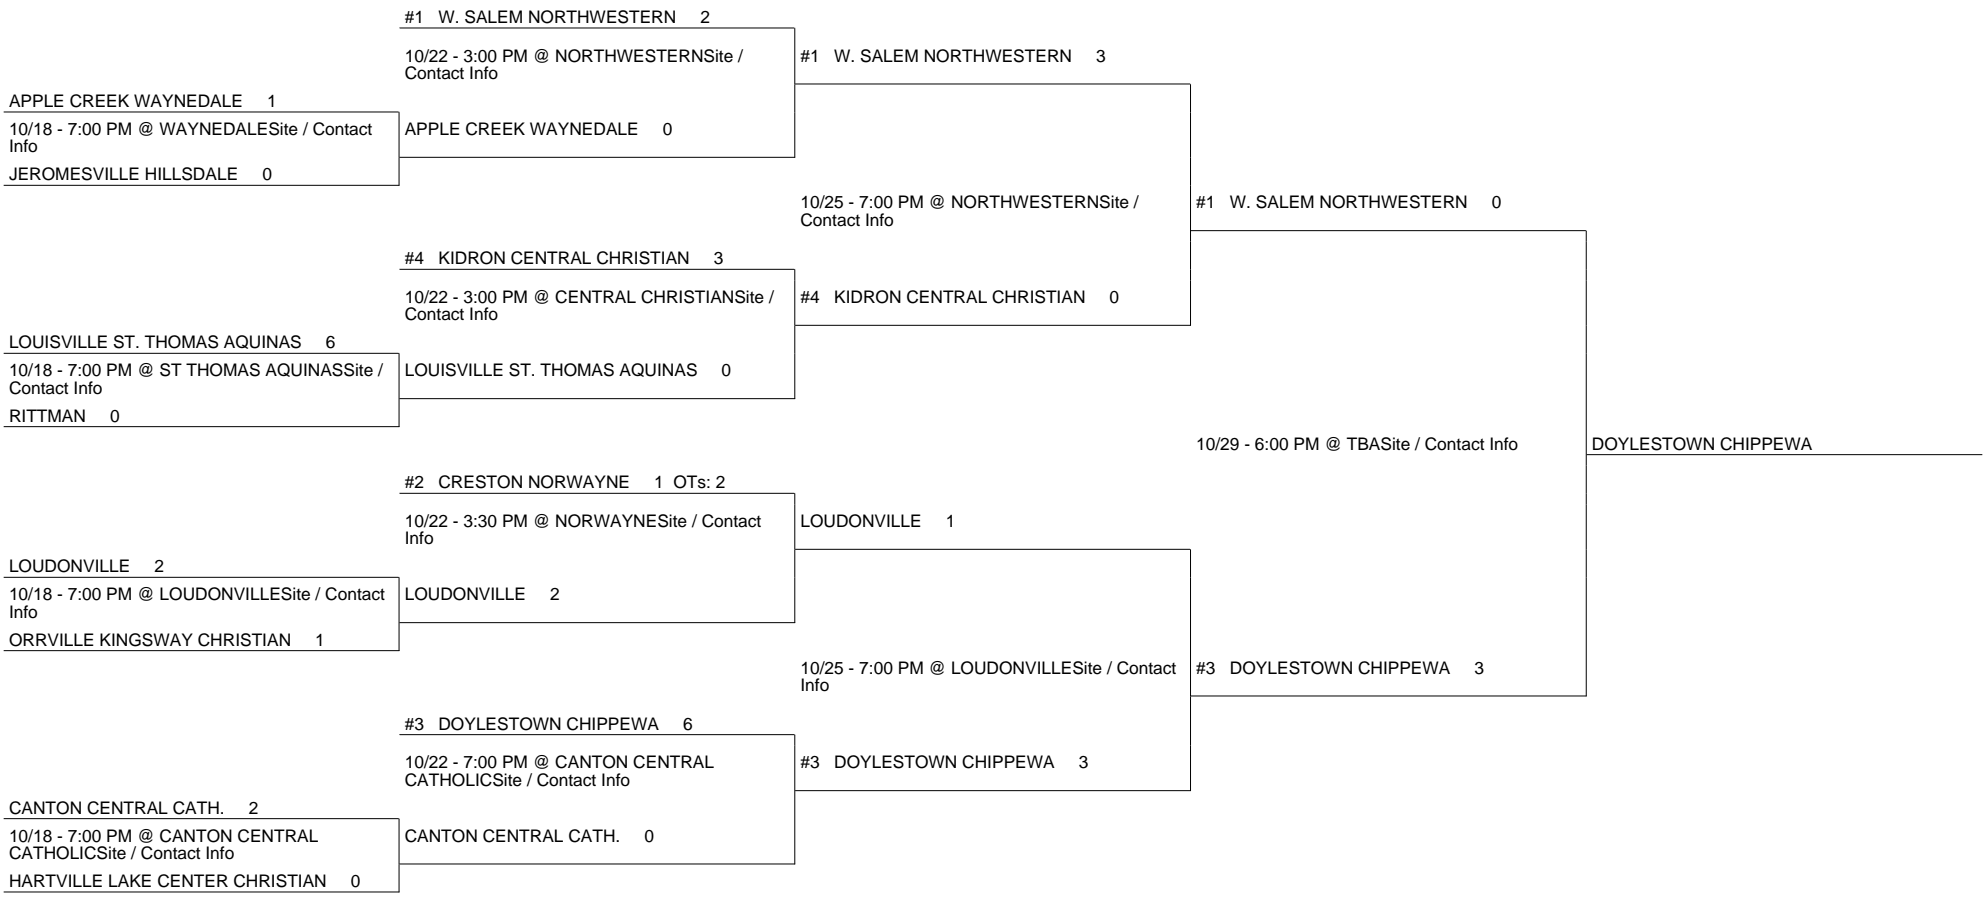 #1 W. SALEM NORTHWESTERN 2
10/22 - 3:00 PM @ NORTHWESTERNSite /
Contact Info
#1 W. SALEM NORTHWESTERN 3
APPLE CREEK WAYNEDALE 1
10/18 - 7:00 PM @ WAYNEDALESite / Contact
Info
APPLE CREEK WAYNEDALE 0
JEROMESVILLE HILLSDALE 0
10/25 - 7:00 PM @ NORTHWESTERNSite /
Contact Info
#1 W. SALEM NORTHWESTERN 0
#4 KIDRON CENTRAL CHRISTIAN 3
10/22 - 3:00 PM @ CENTRAL CHRISTIANSite /
Contact Info
#4 KIDRON CENTRAL CHRISTIAN 0
LOUISVILLE ST. THOMAS AQUINAS 6
10/18 - 7:00 PM @ ST THOMAS AQUINASSite /
Contact Info
LOUISVILLE ST. THOMAS AQUINAS 0
RITTMAN 0
10/29 - 6:00 PM @ TBASite / Contact Info
DOYLESTOWN CHIPPEWA
#2 CRESTON NORWAYNE 1 OTs: 2
10/22 - 3:30 PM @ NORWAYNESite / Contact
Info
LOUDONVILLE 1
LOUDONVILLE 2
10/18 - 7:00 PM @ LOUDONVILLESite / Contact
Info
LOUDONVILLE 2
ORRVILLE KINGSWAY CHRISTIAN 1
10/25 - 7:00 PM @ LOUDONVILLESite / Contact
Info
#3 DOYLESTOWN CHIPPEWA 3
#3 DOYLESTOWN CHIPPEWA 6
10/22 - 7:00 PM @ CANTON CENTRAL
CATHOLICSite / Contact Info
#3 DOYLESTOWN CHIPPEWA 3
CANTON CENTRAL CATH. 2
10/18 - 7:00 PM @ CANTON CENTRAL
CATHOLICSite / Contact Info
CANTON CENTRAL CATH. 0
HARTVILLE LAKE CENTER CHRISTIAN 0